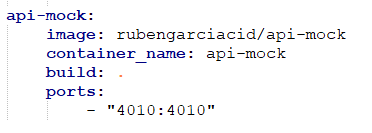 api-mock:
    image: rubengarciacid/api-mock
    container_name: api-mock
    build: .
    ports:
        - "4010:4010"